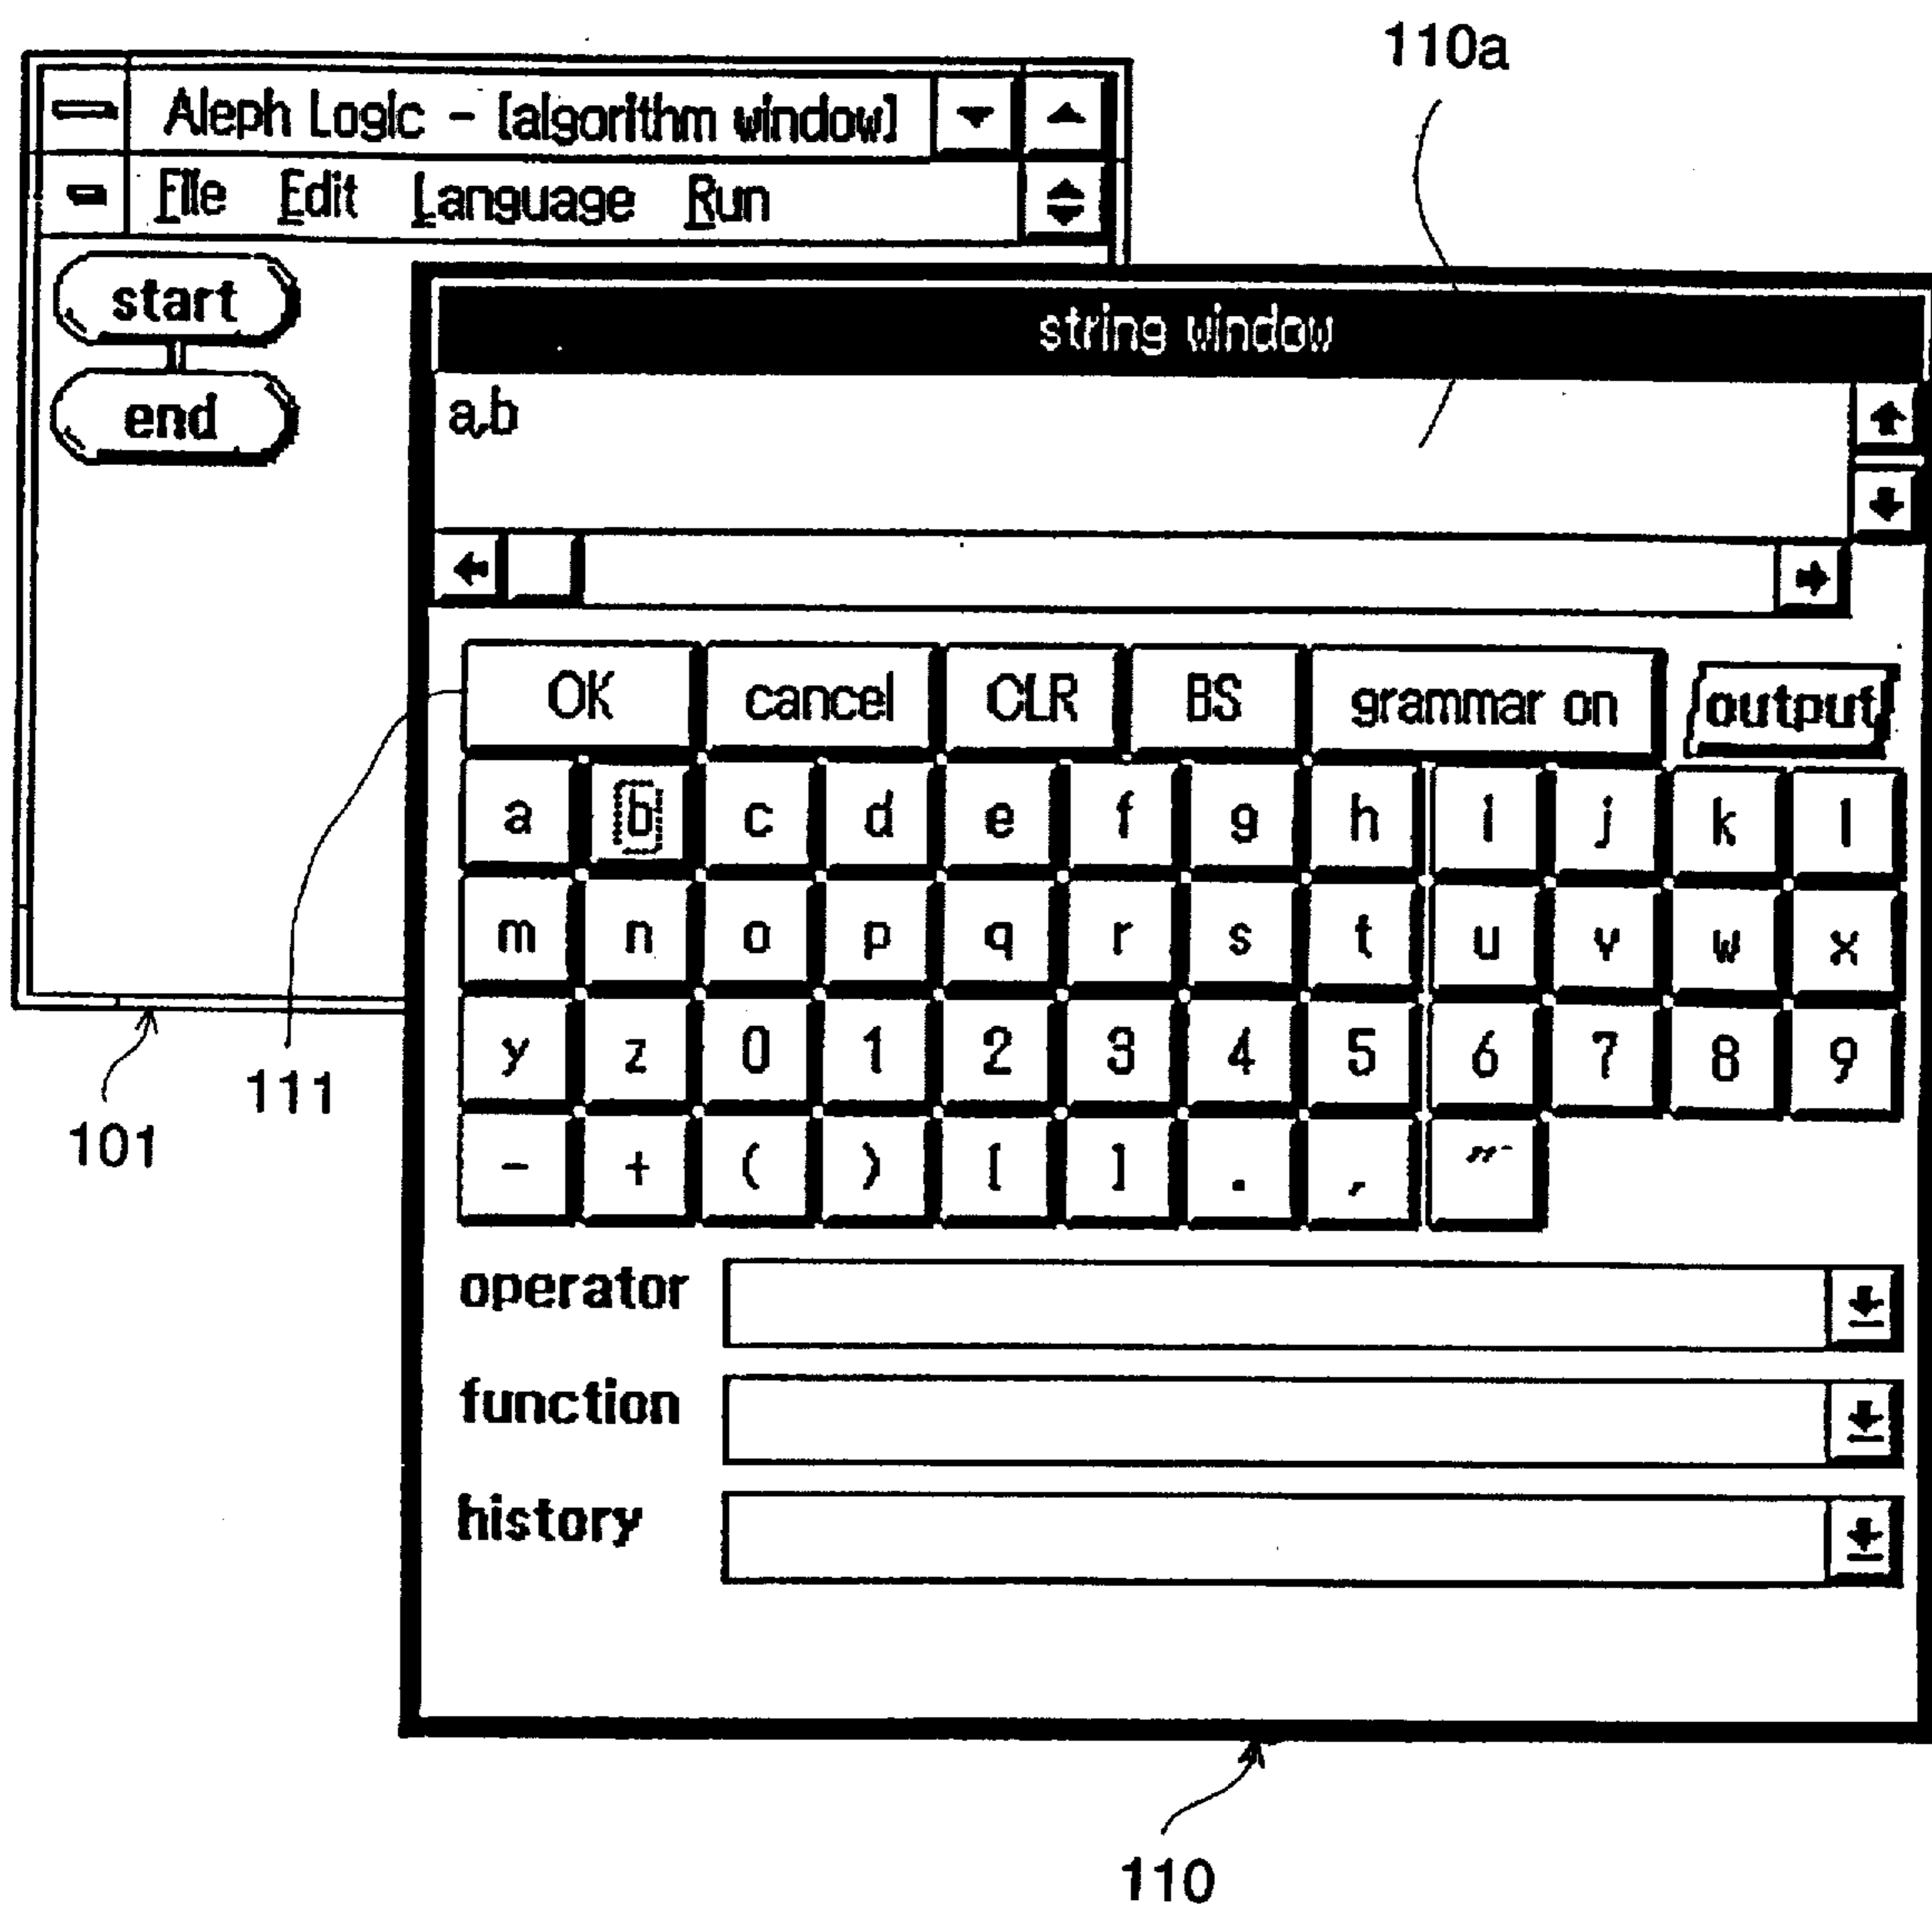 110a
Aleph Logic - [algorithm window]
File Edit Language Run
start
end
string window
a,b
OK cancel CLR BS grammar on output
a b c d e f g h i j k l
m n o p q r s t u v w x
y z 0 1 2 3 4 5 6 7 8 9
- + ( ) [ ] . ,
111
101
operator
function
history
110